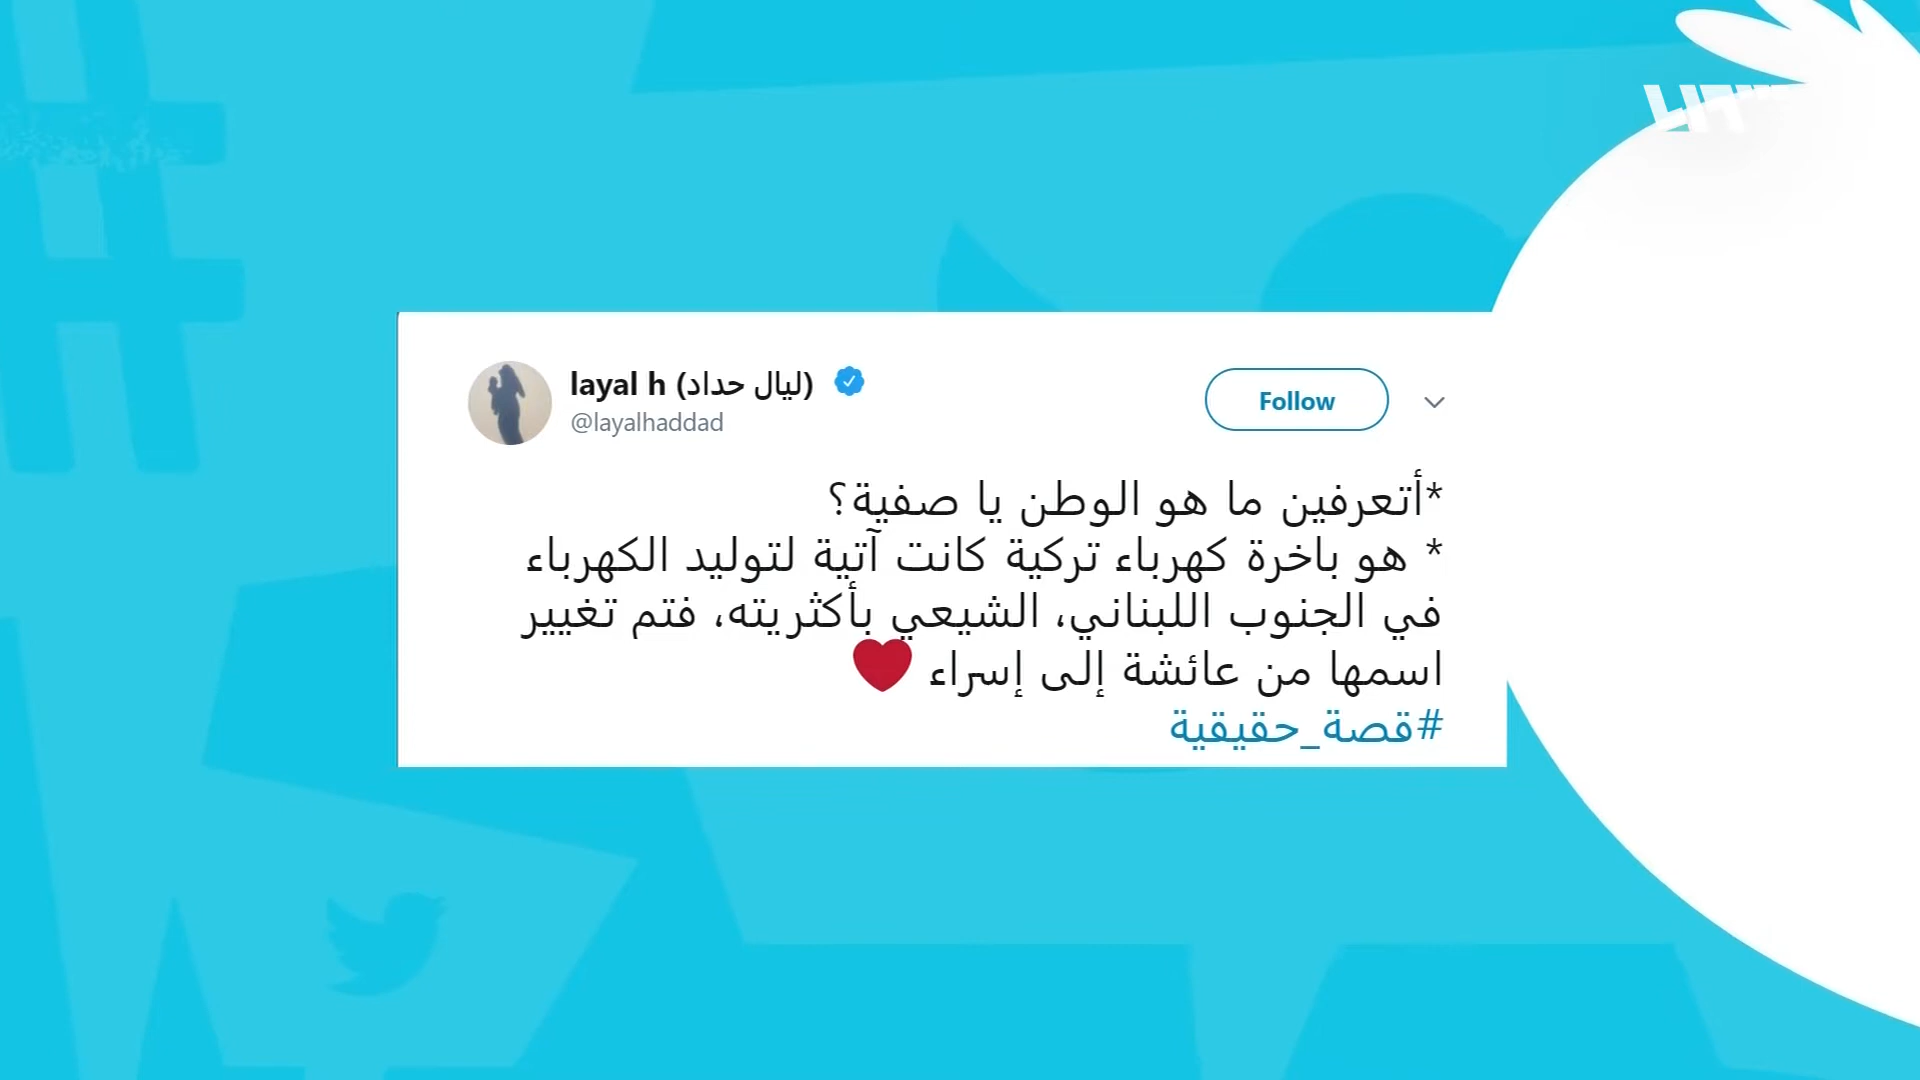 layal h (ليال حداد)
@layalhaddad
Follow
*أتعرفين ما هو الوطن يا صفية؟
* هو باخرة كهرباء تركية كانت آتية لتوليد الكهرباء
في الجنوب اللبناني، الشيعي بأكثريته، فتم تغيير
اسمها من عائشة إلى إسراء ❤
#قصة_حقيقية